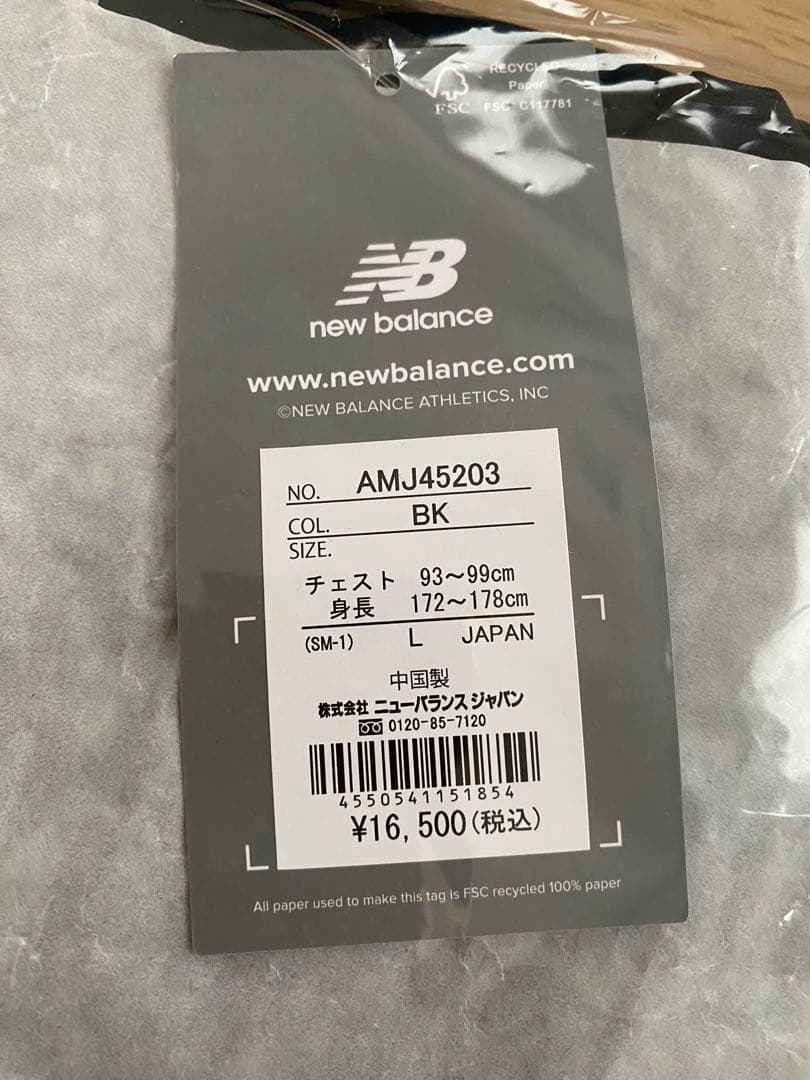 RECYCLED
Paper
FSC FSC C117781
NB
new balance
www.newbalance.com
©NEW BALANCE ATHLETICS, INC
NO. AMJ45203
COL. BK
SIZE.
チェスト 93～99cm
身長 172～178cm
(SM-1) L JAPAN
中国製
株式会社 ニューバランス ジャパン
0120-85-7120
4550541151854
¥16,500(税込)
All paper used to make this tag is FSC recycled 100% paper